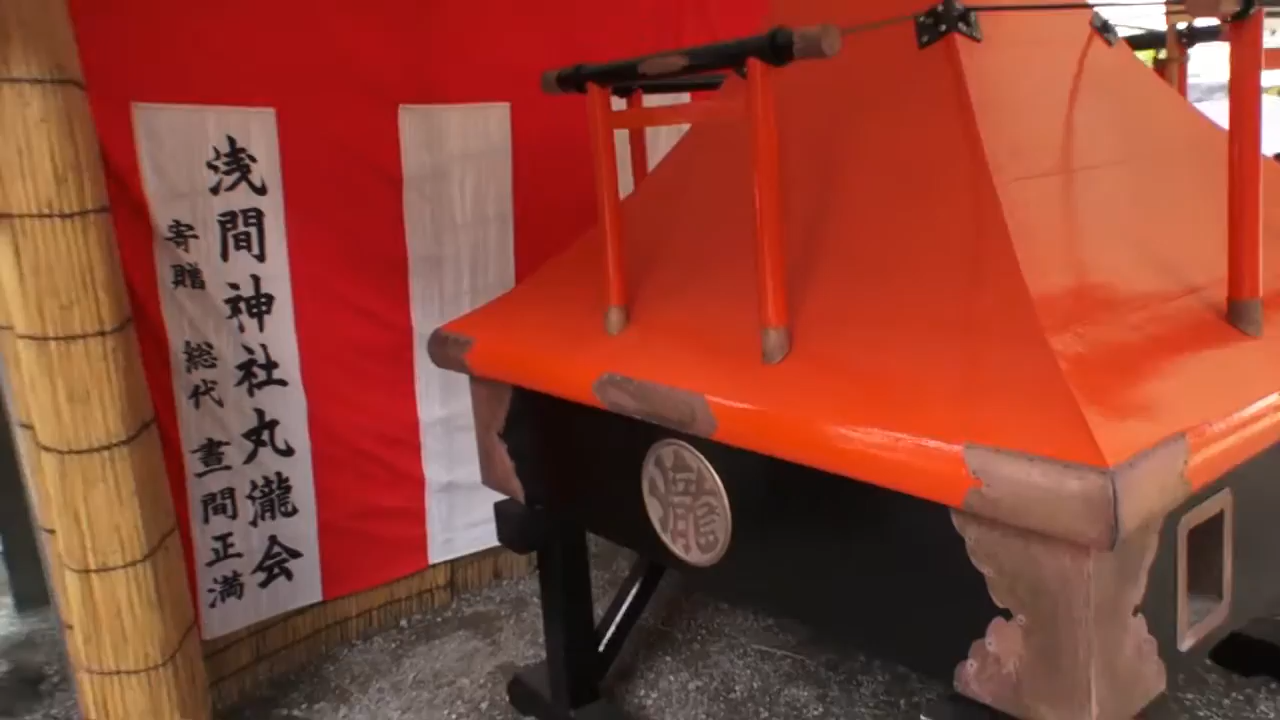 浅間神社丸瀧会
寄贈 総代 晝間正満
瀧